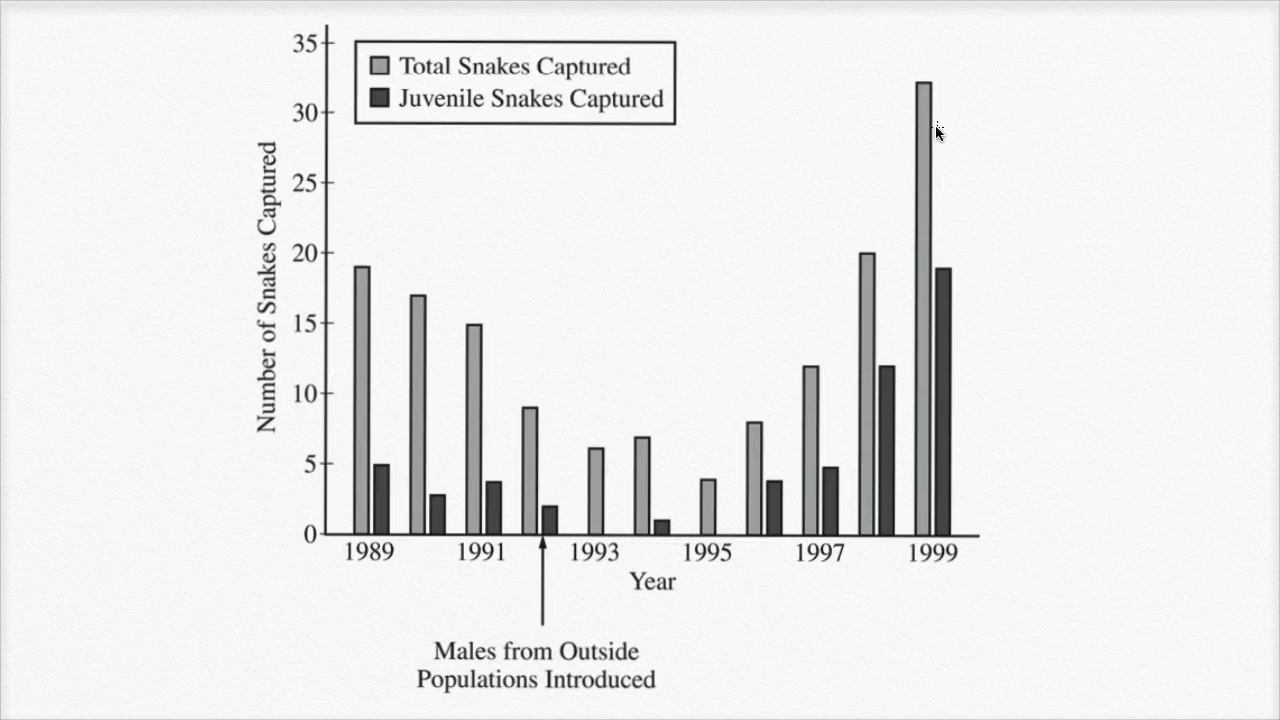 35
Total Snakes Captured
Juvenile Snakes Captured
30
25
20
15
10
5
0
Number of Snakes Captured
1989 1991 1993 1995 1997 1999
Year
Males from Outside
Populations Introduced